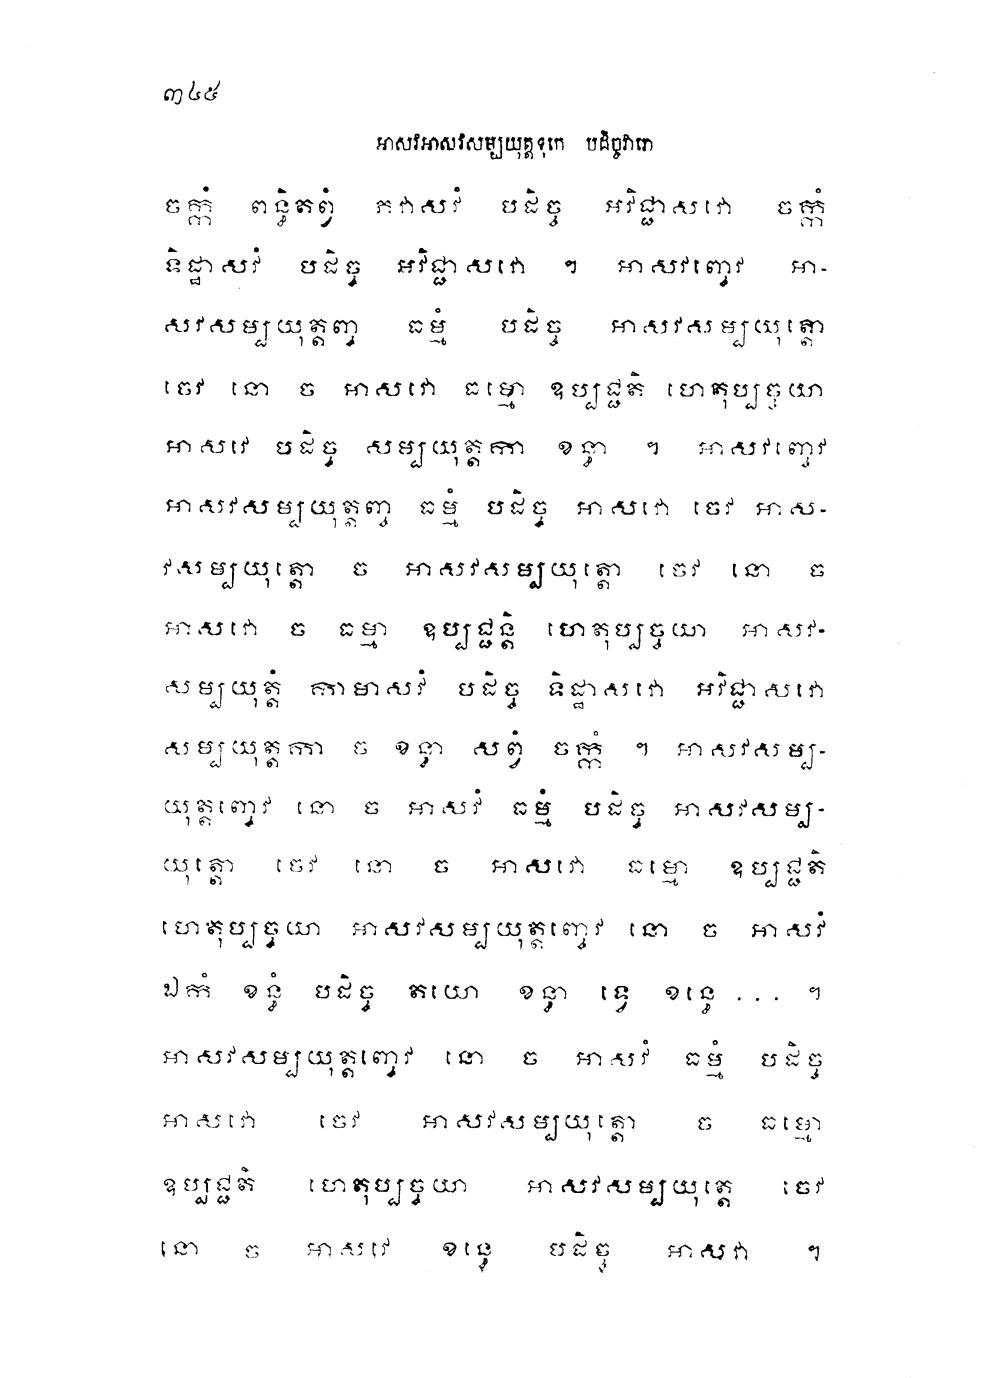 ៣៤៥
អាសវអាសវសម្បយុត្តទុកេ បដិច្ចវារោ
ចក្កំ ពន្ធិតព្វំ ភវាសវំ បដិច្ច អវិជ្ជាសវោ ចក្កំ
ទិដ្ឋាសវំ បដិច្ច អវិជ្ជាសវោ ។ អាសវញ្ចេវ អា-
សវសម្បយុត្តញ្ច ធម្មំ បដិច្ច អាសវសម្បយុត្តោ
ចេវ នោ ច អាសវោ ធម្មោ ឧប្បជ្ជតិ ហេតុប្បច្ចយា
អាសវេ បដិច្ច សម្បយុត្តកា ខន្ធា ។ អាសវញ្ចេវ
អាសវសម្បយុត្តញ្ច ធម្មំ បដិច្ច អាសវោ ចេវ អាស-
វសម្បយុត្តោ ច អាសវសម្បយុត្តោ ចេវ នោ ច
អាសវោ ច ធម្មា ឧប្បជ្ជន្តិ ហេតុប្បច្ចយា អាសវ-
សម្បយុត្តំ កាមាសវំ បដិច្ច ទិដ្ឋាសវោ អវិជ្ជាសវោ
សម្បយុត្តកា ច ខន្ធា សព្វំ ចក្កំ ។ អាសវសម្ប-
យុត្តញ្ចេវ នោ ច អាសវំ ធម្មំ បដិច្ច អាសវសម្ប-
យុត្តោ ចេវ នោ ច អាសវោ ធម្មោ ឧប្បជ្ជតិ
ហេតុប្បច្ចយា អាសវសម្បយុត្តញ្ចេវ នោ ច អាសវំ
ឯកំ ខន្ធំ បដិច្ច តយោ ខន្ធា ទ្វេ ខន្ធេ ... ។
អាសវសម្បយុត្តញ្ចេវ នោ ច អាសវំ ធម្មំ បដិច្ច
អាសវោ ចេវ អាសវសម្បយុត្តោ ច ធម្មោ
ឧប្បជ្ជតិ ហេតុប្បច្ចយា អាសវសម្បយុត្តេ ចេវ
នោ ច អាសវេ ខន្ធេ បដិច្ច អាសវា ។